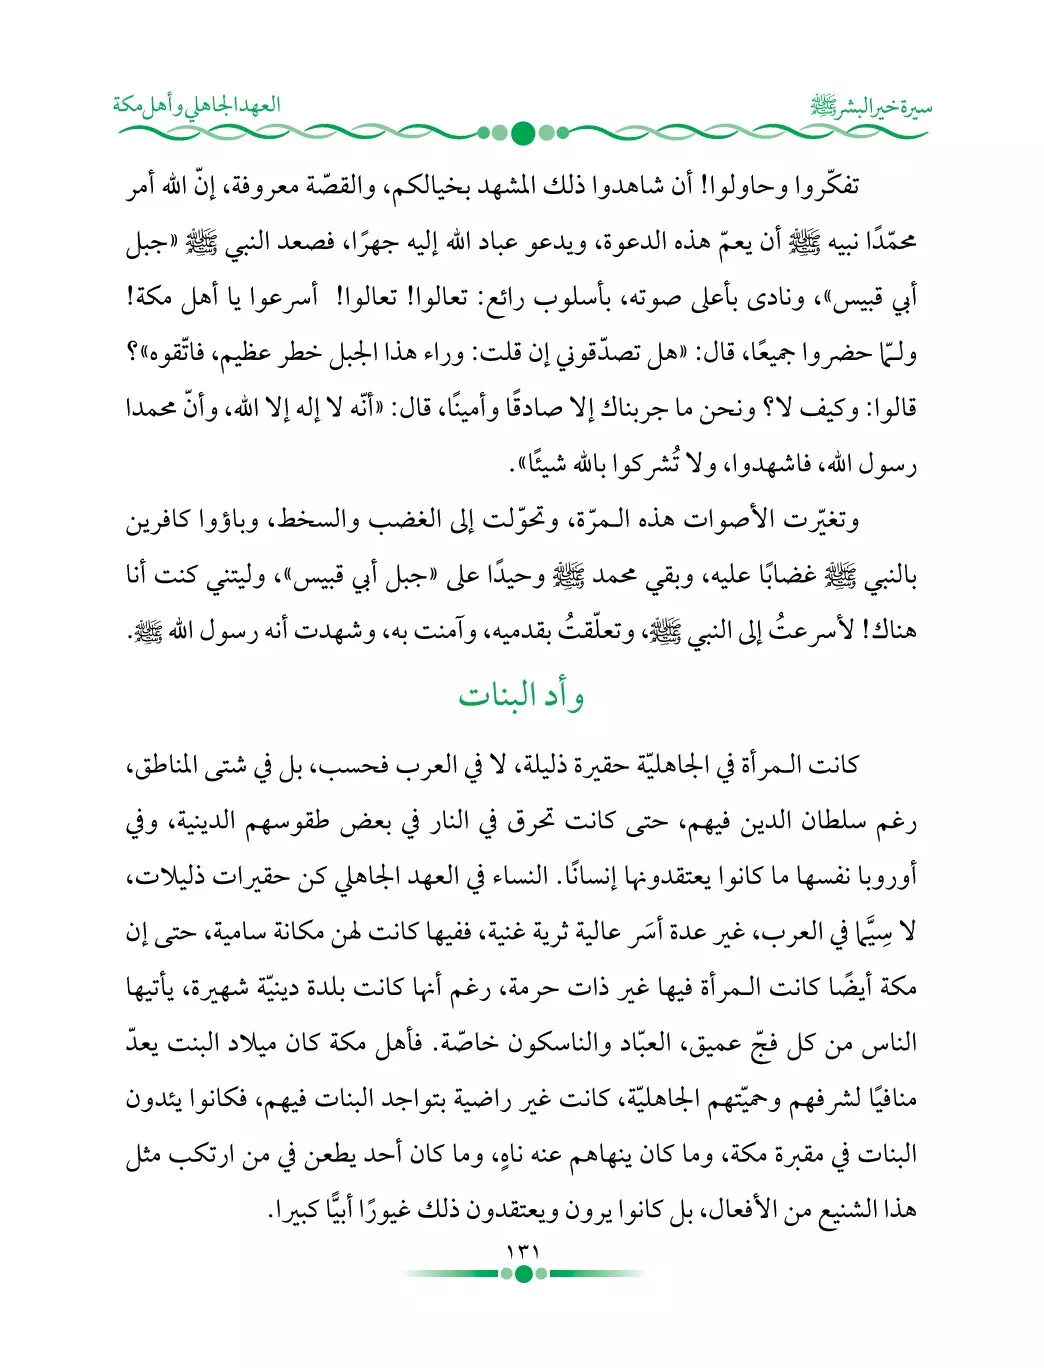 سيرة خير البشر ﷺ
العهد الجاهلي وأهل مكة
تفكّروا وحاولوا! أن شاهدوا ذلك المشهد بخيالكم، والقصّة معروفة، إنّ الله أمر
محمّدًا نبيه ﷺ أن يعمّ هذه الدعوة، ويدعو عباد الله إليه جهرًا، فصعد النبي ﷺ «جبل
أبي قبيس»، ونادى بأعلى صوته، بأسلوب رائع: تعالوا! تعالوا! أسرعوا يا أهل مكة!
ولـمّا حضروا جميعًا، قال: «هل تصدّقوني إن قلت: وراء هذا الجبل خطر عظيم، فاتّقوه»؟
قالوا: وكيف لا؟ ونحن ما جربناك إلا صادقًا وأمينًا، قال: «أنّه لا إله إلا الله، وأنّ محمدا
رسول الله، فاشهدوا، ولا تُشركوا بالله شيئًا».
وتغيّرت الأصوات هذه الـمرّة، وتحوّلت إلى الغضب والسخط، وباؤوا كافرين
بالنبي ﷺ غضابًا عليه، وبقي محمد ﷺ وحيدًا على «جبل أبي قبيس»، وليتني كنت أنا
هناك! لأسرعتُ إلى النبي ﷺ، وتعلّقتُ بقدميه، وآمنت به، وشهدت أنه رسول الله ﷺ.
وأد البنات
كانت الـمرأة في الجاهليّة حقيرة ذليلة، لا في العرب فحسب، بل في شتى المناطق،
رغم سلطان الدين فيهم، حتى كانت تحرق في النار في بعض طقوسهم الدينية، وفي
أوروبا نفسها ما كانوا يعتقدونها إنسانًا. النساء في العهد الجاهلي كن حقيرات ذليلات،
لا سِيَّما في العرب، غير عدة أسَر عالية ثرية غنية، ففيها كانت لهن مكانة سامية، حتى إن
مكة أيضًا كانت الـمرأة فيها غير ذات حرمة، رغم أنها كانت بلدة دينيّة شهيرة، يأتيها
الناس من كل فجّ عميق، العبّاد والناسكون خاصّة. فأهل مكة كان ميلاد البنت يعدّ
منافيًا لشرفهم وحميّتهم الجاهليّة، كانت غير راضية بتواجد البنات فيهم، فكانوا يئدون
البنات في مقبرة مكة، وما كان ينهاهم عنه ناهٍ، وما كان أحد يطعن في من ارتكب مثل
هذا الشنيع من الأفعال، بل كانوا يرون ويعتقدون ذلك غيورًا أبيًّا كبيرا.
١٣١